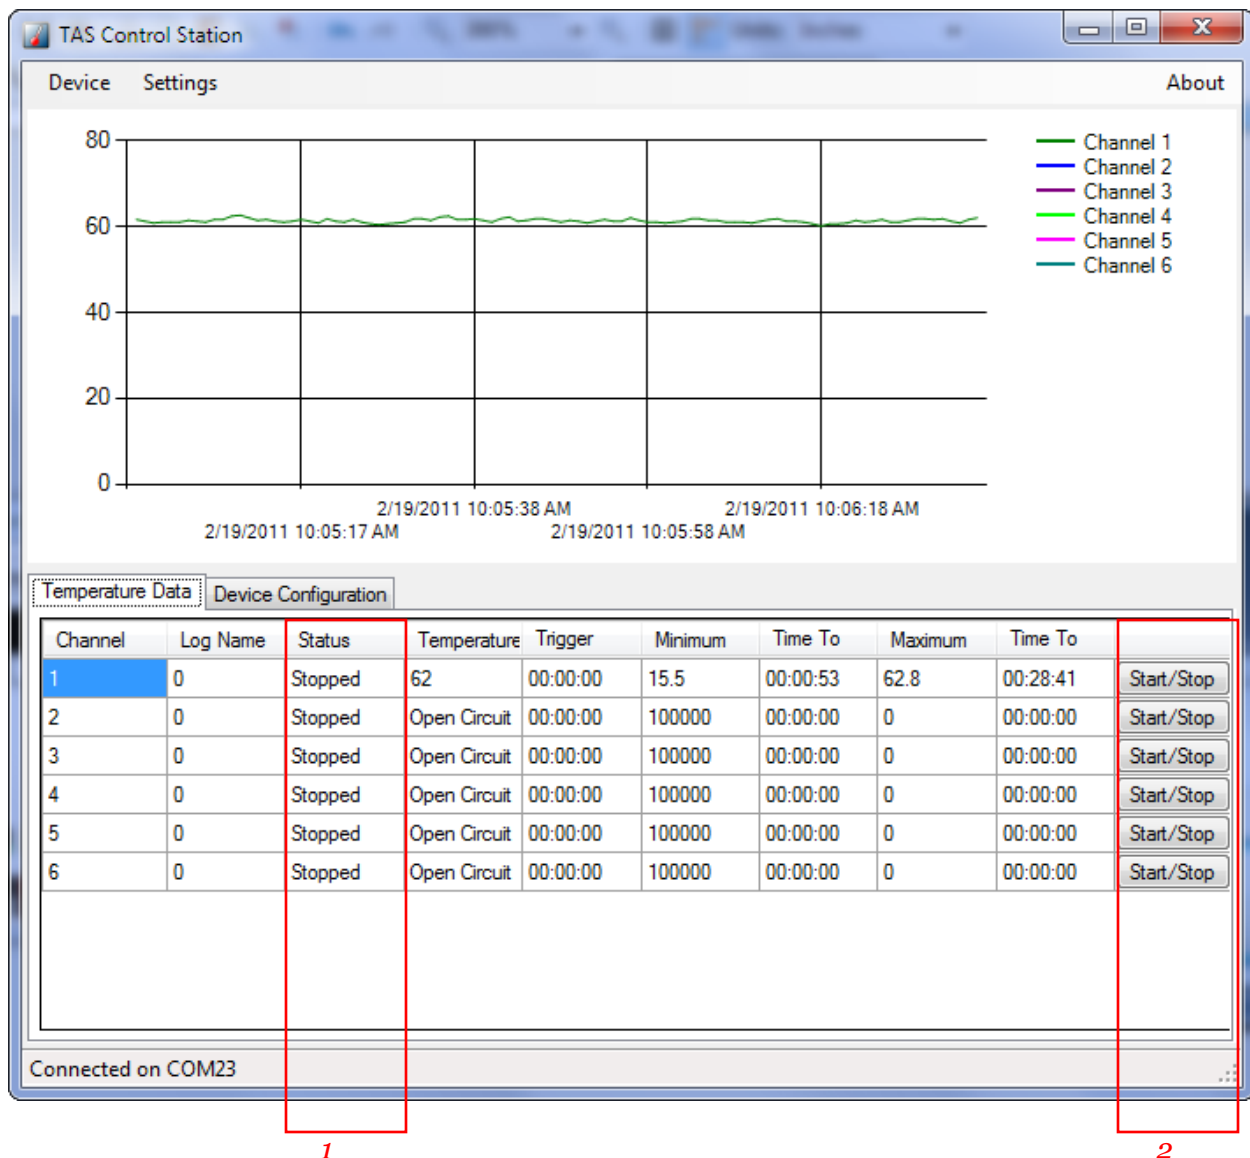 TAS Control Station
Device Settings About
80
60
40
20
0
Channel 1
Channel 2
Channel 3
Channel 4
Channel 5
Channel 6
2/19/2011 10:05:38 AM 2/19/2011 10:06:18 AM
2/19/2011 10:05:17 AM 2/19/2011 10:05:58 AM
Temperature Data Device Configuration
Channel Log Name Status Temperature Trigger Minimum Time To Maximum Time To
1 0 Stopped 62 00:00:00 15.5 00:00:53 62.8 00:28:41 Start/Stop
2 0 Stopped Open Circuit 00:00:00 100000 00:00:00 0 00:00:00 Start/Stop
3 0 Stopped Open Circuit 00:00:00 100000 00:00:00 0 00:00:00 Start/Stop
4 0 Stopped Open Circuit 00:00:00 100000 00:00:00 0 00:00:00 Start/Stop
5 0 Stopped Open Circuit 00:00:00 100000 00:00:00 0 00:00:00 Start/Stop
6 0 Stopped Open Circuit 00:00:00 100000 00:00:00 0 00:00:00 Start/Stop
Connected on COM23
1 2